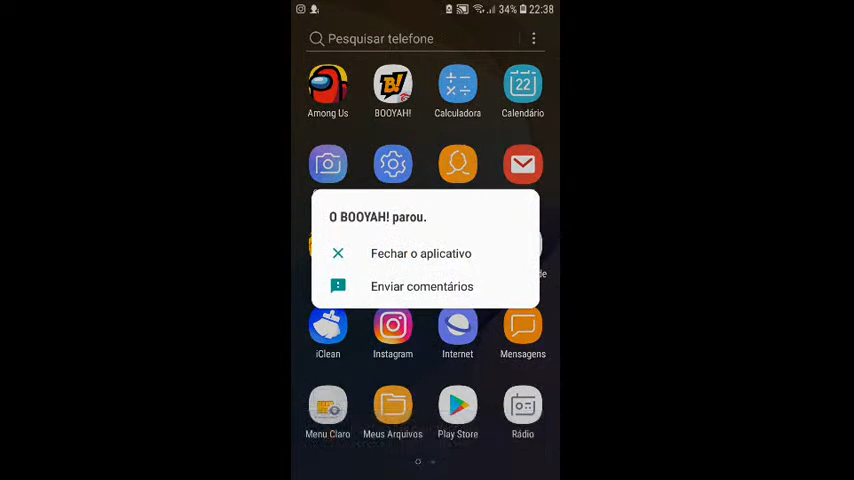 34% 22:38
Pesquisar telefone
Among Us BOOYAH! Calculadora Calendário
B! 22
O BOOYAH! parou.
Fechar o aplicativo
de
Enviar comentários
iClean Instagram Internet Mensagens
Menu Claro Meus Arquivos Play Store Rádio